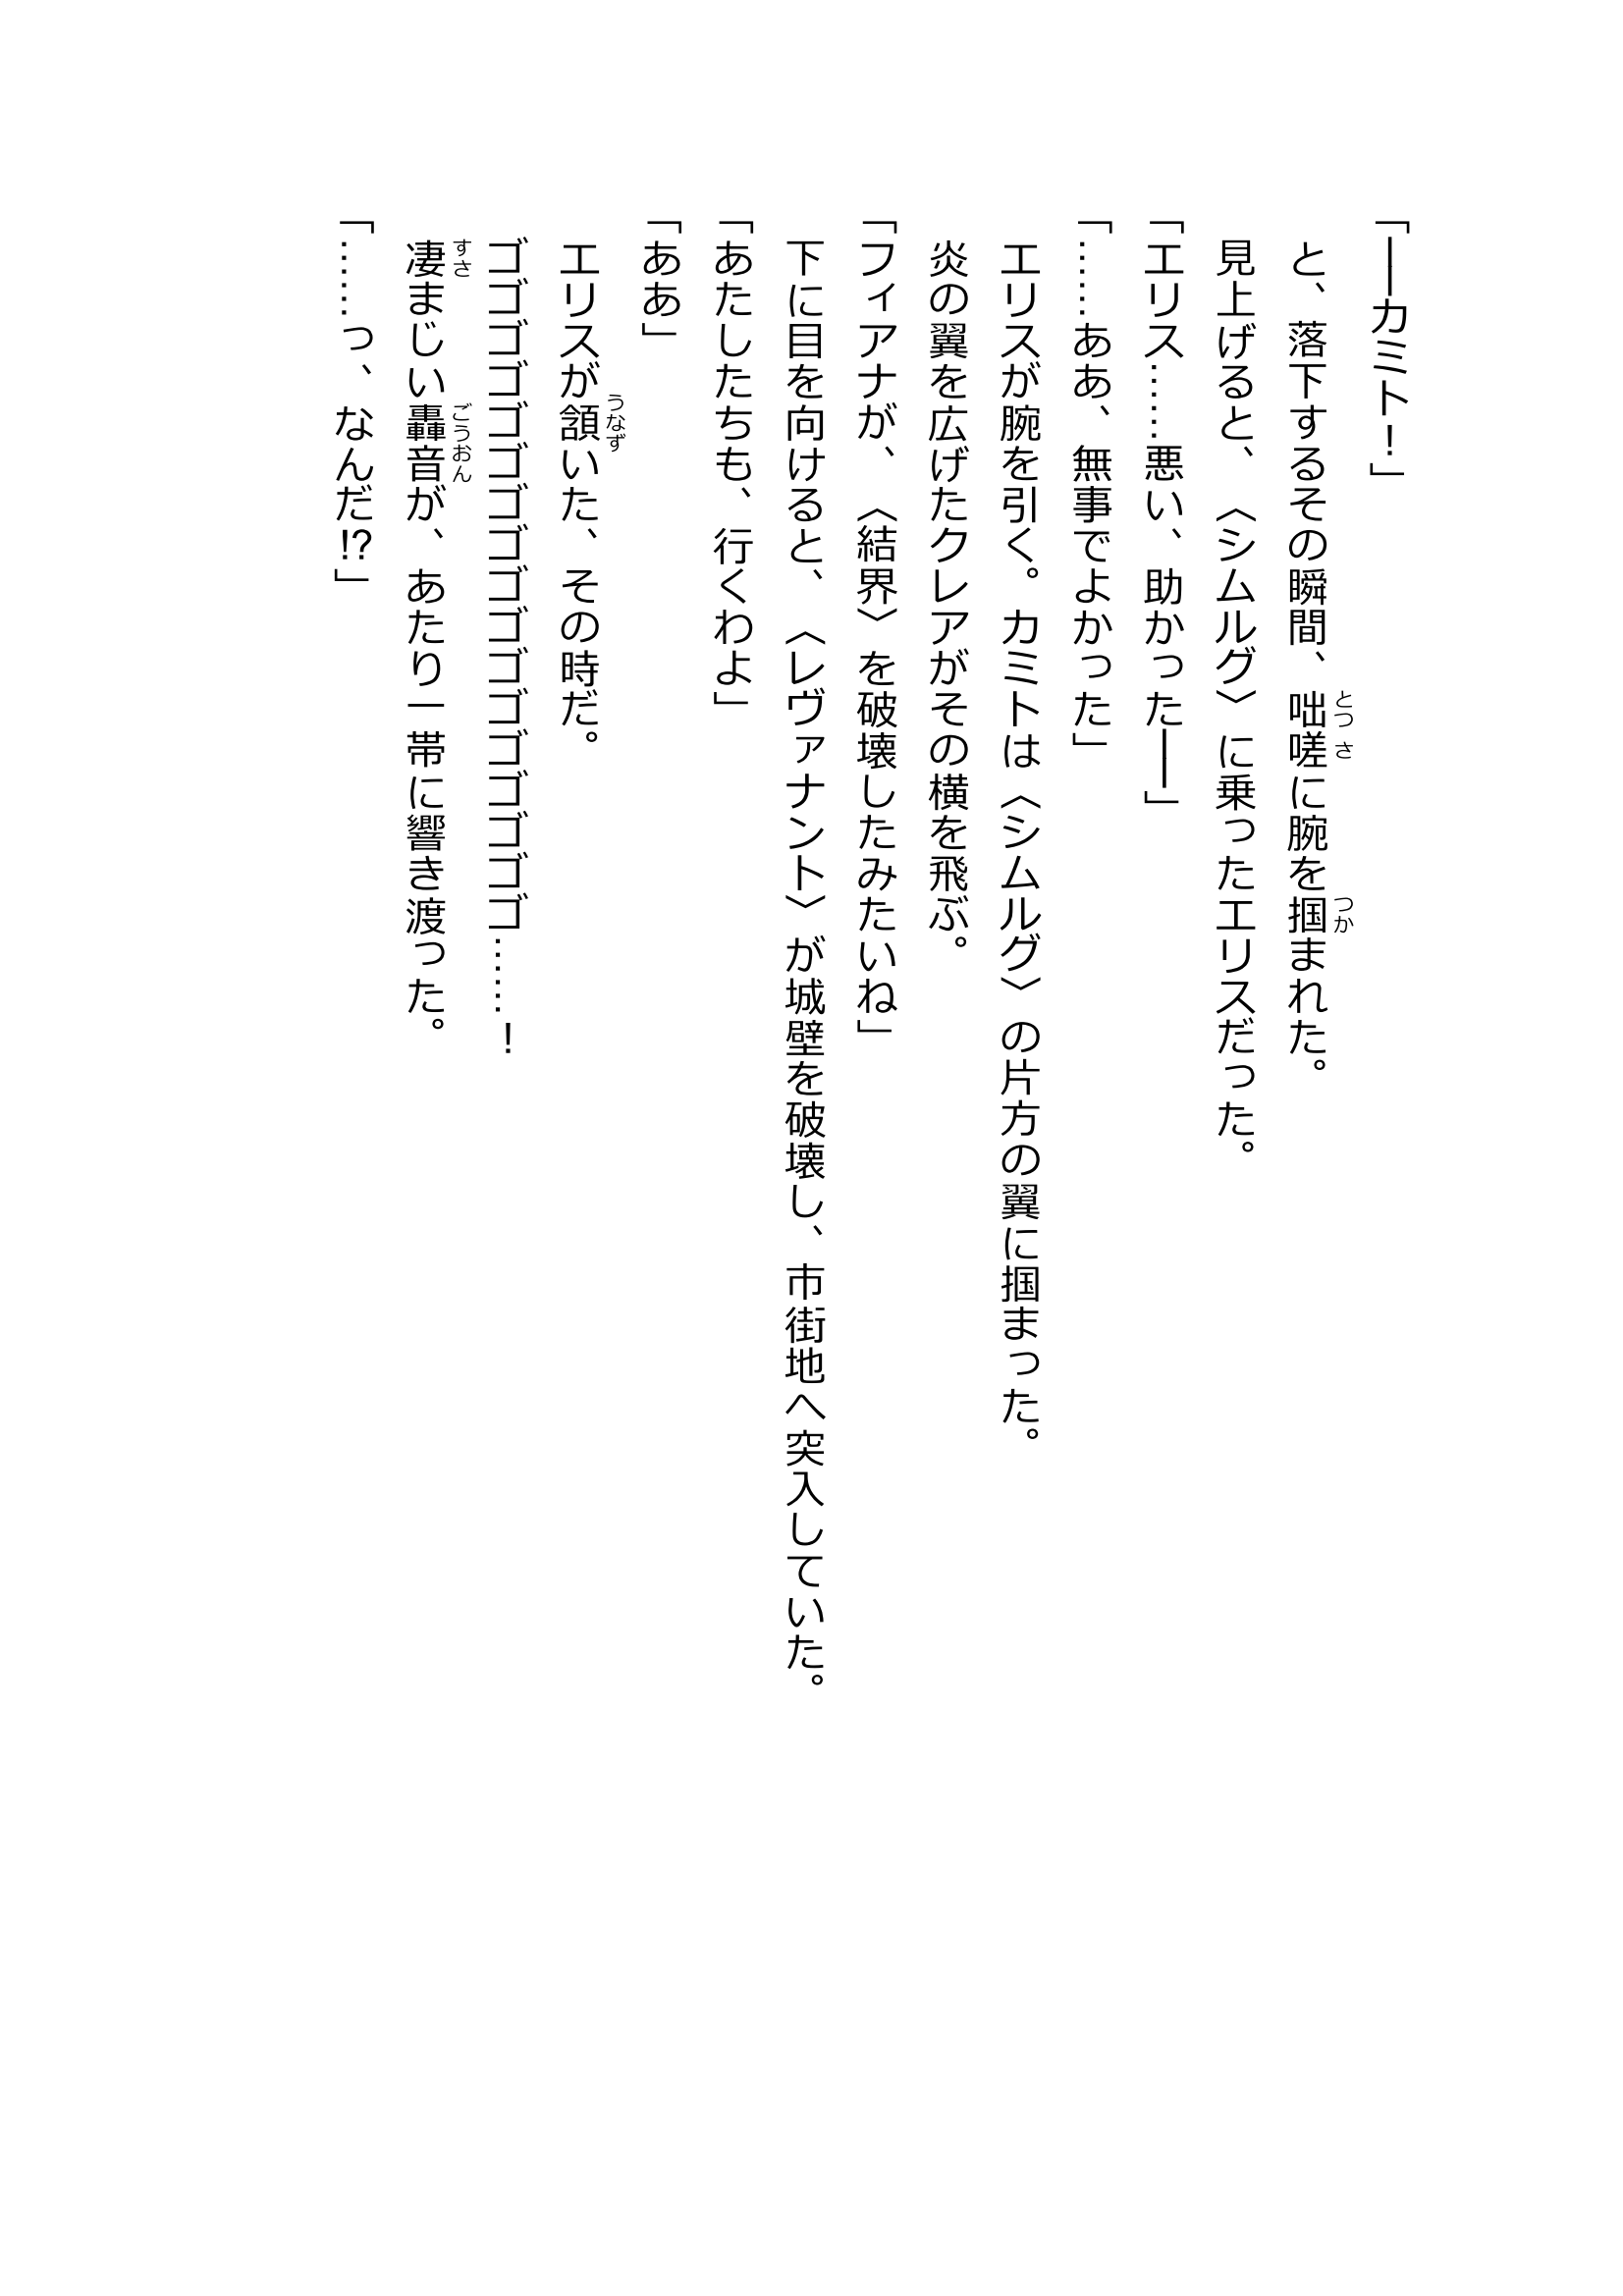 「――カミト！」
と、落下するその瞬間、咄嗟に腕を掴まれた。
見上げると、〈シムルグ〉に乗ったエリスだった。
「エリス……悪い、助かった――」
「……ああ、無事でよかった」
エリスが腕を引く。カミトは〈シムルグ〉の片方の翼に掴まった。
炎の翼を広げたクレアがその横を飛ぶ。
「フィアナが、〈結界〉を破壊したみたいね」
下に目を向けると、〈レヴァナント〉が城壁を破壊し、市街地へ突入していた。
「あたしたちも、行くわよ」
「ああ」
エリスが頷いた、その時だ。
ゴゴゴゴゴゴゴゴゴゴゴゴゴゴゴゴゴ……！
凄まじい轟音が、あたり一帯に響き渡った。
「……っ、なんだ⁉」